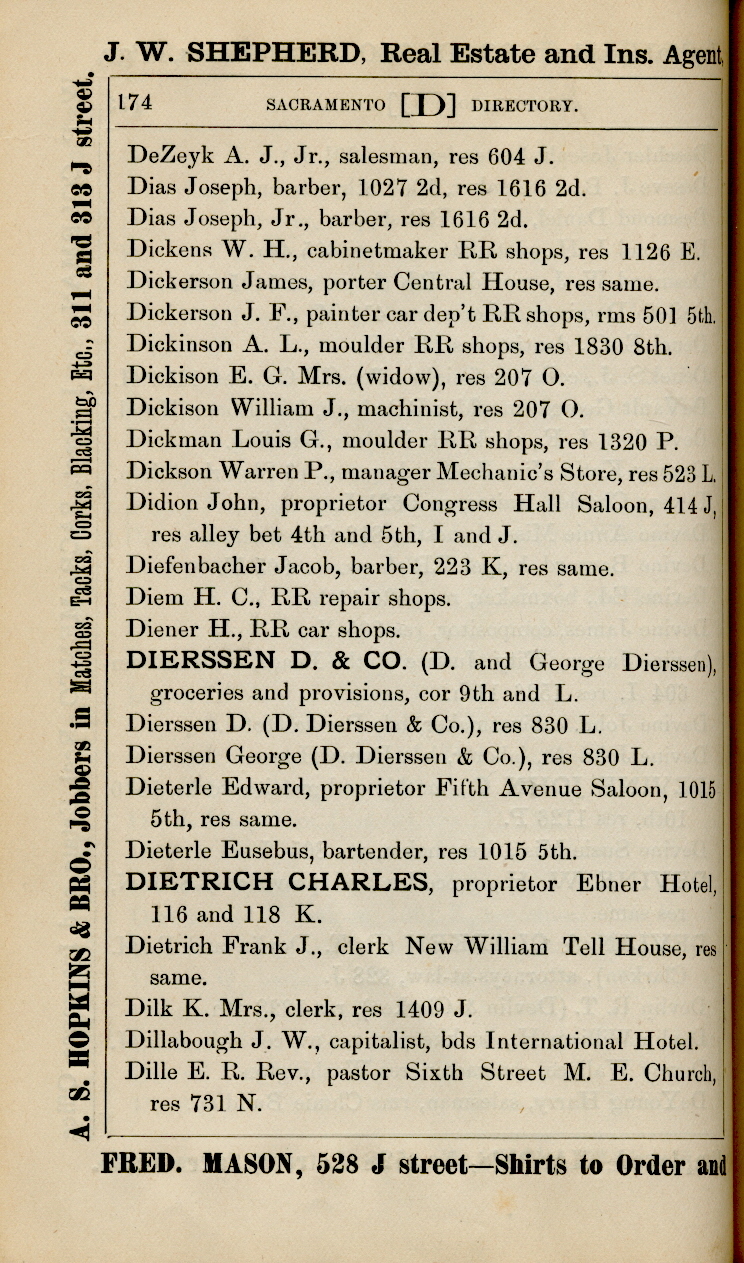 J. W. SHEPHERD, Real Estate and Ins. Agent,
174 SACRAMENTO [D] DIRECTORY.
DeZeyk A. J., Jr., salesman, res 604 J.
Dias Joseph, barber, 1027 2d, res 1616 2d.
Dias Joseph, Jr., barber, res 1616 2d.
Dickens W. H., cabinetmaker RR shops, res 1126 E.
Dickerson James, porter Central House, res same.
Dickerson J. F., painter car dep't RR shops, rms 501 5th.
Dickinson A. L., moulder RR shops, res 1830 8th.
Dickison E. G. Mrs. (widow), res 207 O.
Dickison William J., machinist, res 207 O.
Dickman Louis G., moulder RR shops, res 1320 P.
Dickson Warren P., manager Mechanic's Store, res 523 L.
Didion John, proprietor Congress Hall Saloon, 414 J,
res alley bet 4th and 5th, I and J.
Diefenbacher Jacob, barber, 223 K, res same.
Diem H. C., RR repair shops.
Diener H., RR car shops.
DIERSSEN D. & CO. (D. and George Dierssen),
groceries and provisions, cor 9th and L.
Dierssen D. (D. Dierssen & Co.), res 830 L.
Dierssen George (D. Dierssen & Co.), res 830 L.
Dieterle Edward, proprietor Fifth Avenue Saloon, 1015
5th, res same.
Dieterle Eusebus, bartender, res 1015 5th.
DIETRICH CHARLES, proprietor Ebner Hotel,
116 and 118 K.
Dietrich Frank J., clerk New William Tell House, res
same.
Dilk K. Mrs., clerk, res 1409 J.
Dillabough J. W., capitalist, bds International Hotel.
Dille E. R. Rev., pastor Sixth Street M. E. Church,
res 731 N.
FRED. MASON, 528 J street—Shirts to Order and
A. S. HOPKINS & BRO., Jobbers in Matches, Tacks, Corks, Blacking, Etc., 311 and 313 J street.